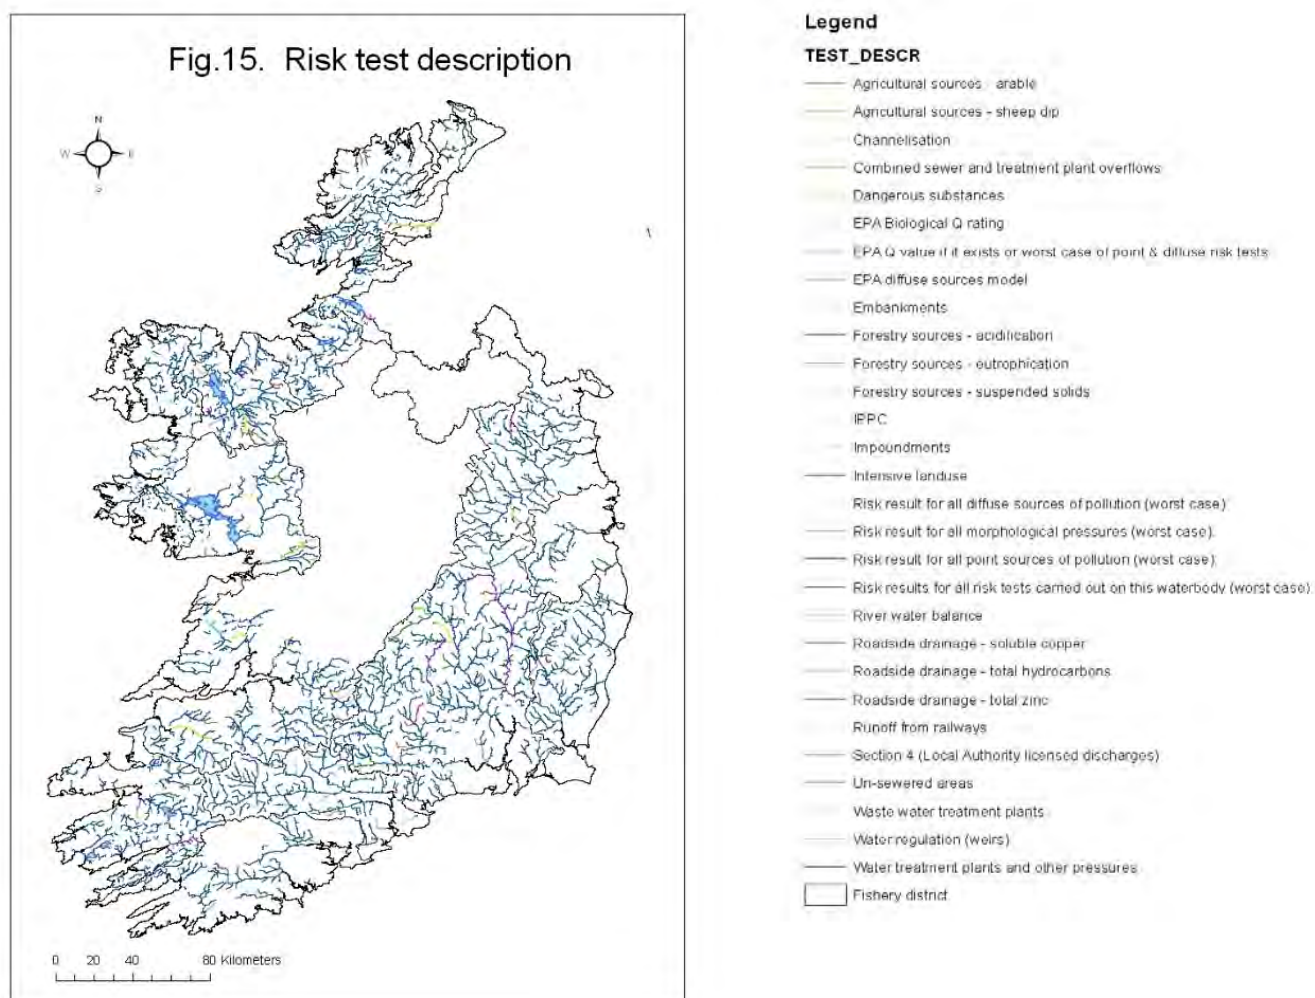 Fig.15. Risk test description
N
W
E
S
0 20 40 80 Kilometers
Legend
TEST_DESCR
Agricultural sources - arable
Agricultural sources - sheep dip
Channelisation
Combined sewer and treatment plant overflows
Dangerous substances
EPA Biological Q rating
EPA Q value if it exists or worst case of point & diffuse risk tests
EPA diffuse sources model
Embankments
Forestry sources - acidification
Forestry sources - eutrophication
Forestry sources - suspended solids
IPPC
Impoundments
Intensive landuse
Risk result for all diffuse sources of pollution (worst case)
Risk result for all morphological pressures (worst case)
Risk result for all point sources of pollution (worst case)
Risk results for all risk tests carried out on this waterbody (worst case)
River water balance
Roadside drainage - soluble copper
Roadside drainage - total hydrocarbons
Roadside drainage - total zinc
Runoff from railways
Section 4 (Local Authority licensed discharges)
Un-sewered areas
Waste water treatment plants
Water regulation (weirs)
Water treatment plants and other pressures
Fishery district